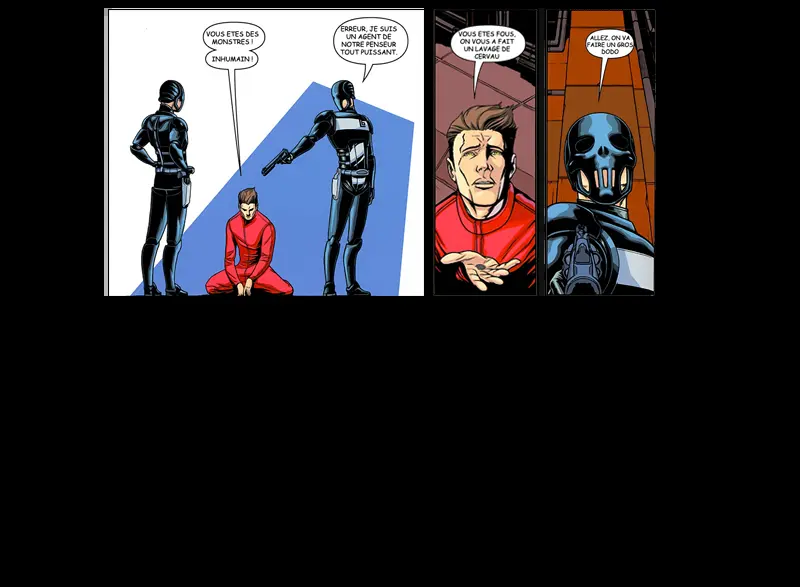 VOUS ETES DES
MONSTRES !
INHUMAIN !
ERREUR, JE SUIS
UN AGENT DE
NOTRE PENSEUR
TOUT PUISSANT.
VOUS ETES FOUS,
ON VOUS A FAIT
UN LAVAGE DE
CERVAU
ALLEZ, ON VA
FAIRE UN GROS
DODO